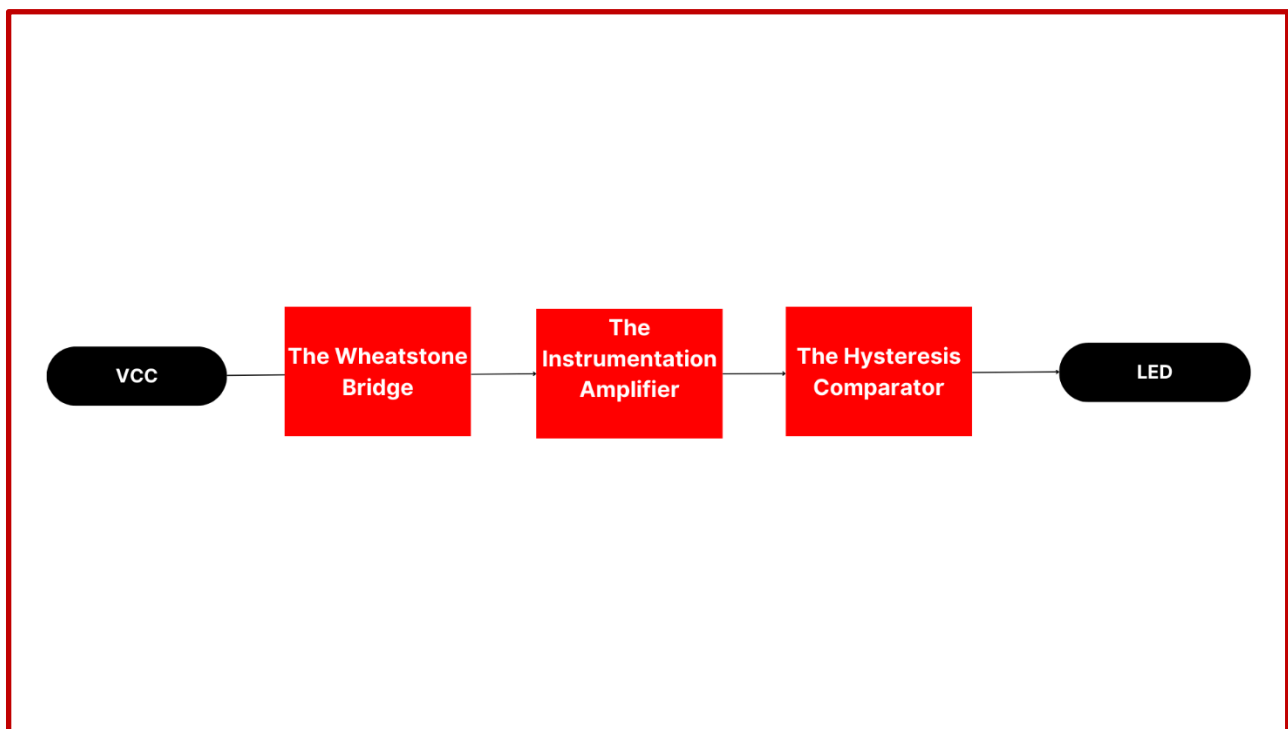 VCC
The Wheatstone
Bridge
The
Instrumentation
Amplifier
The Hysteresis
Comparator
LED